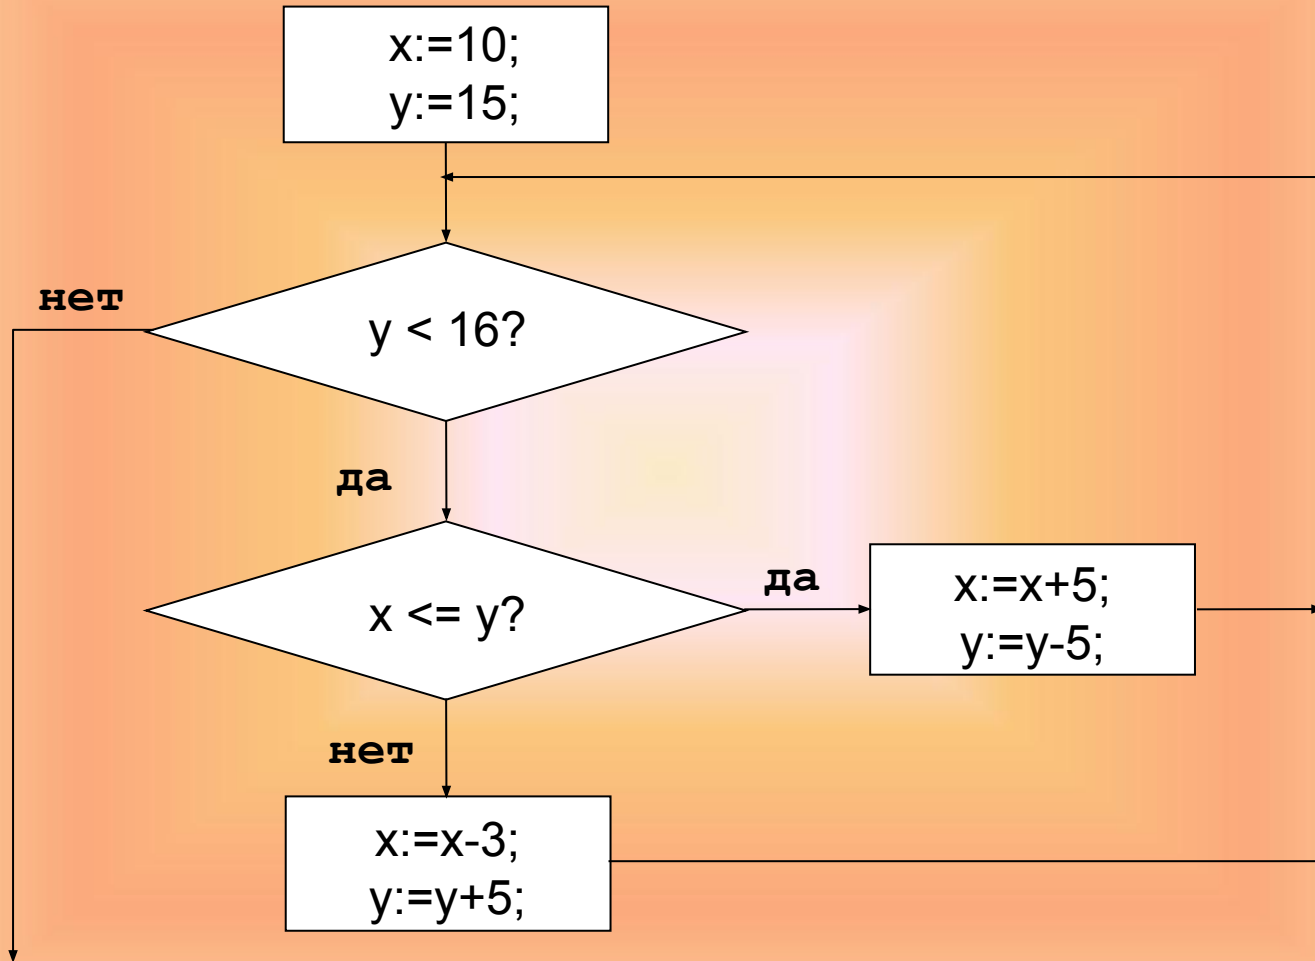 x:=10;
y:=15;
нет
y < 16?
да
x <= y?
да
x:=x+5;
y:=y-5;
нет
x:=x-3;
y:=y+5;